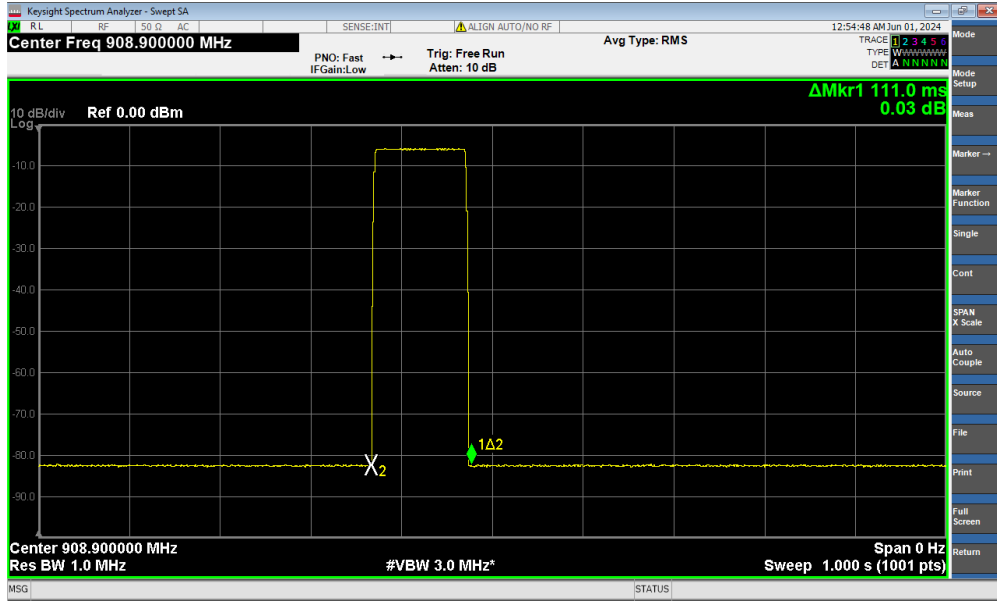 Keysight Spectrum Analyzer - Swept SA
RL RF 50 Ω AC SENSE:INT ALIGN AUTO/NO RF 12:54:48 AM Jun 01, 2024
Center Freq 908.900000 MHz
PNO: Fast
IFGain:Low
Trig: Free Run
Atten: 10 dB
Avg Type: RMS
TRACE 1 2 3 4 5 6
TYPE WWWWWW
DET A N N N N N
ΔMkr1 111.0 ms
0.03 dB
10 dB/div Ref 0.00 dBm
Log
-10.0
-20.0
-30.0
-40.0
-50.0
-60.0
-70.0
-80.0
-90.0
1Δ2
X2
Center 908.900000 MHz Span 0 Hz
Res BW 1.0 MHz #VBW 3.0 MHz* Sweep 1.000 s (1001 pts)
MSG STATUS
Mode
Mode
Setup
Meas
Marker →
Marker
Function
Single
Cont
SPAN
X Scale
Auto
Couple
Source
File
Print
Full
Screen
Return